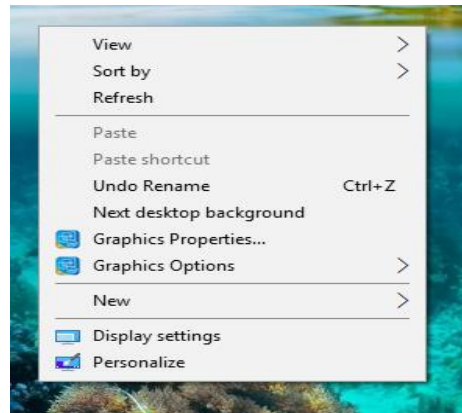 View
Sort by
Refresh
Paste
Paste shortcut
Undo Rename Ctrl+Z
Next desktop background
Graphics Properties...
Graphics Options
New
Display settings
Personalize